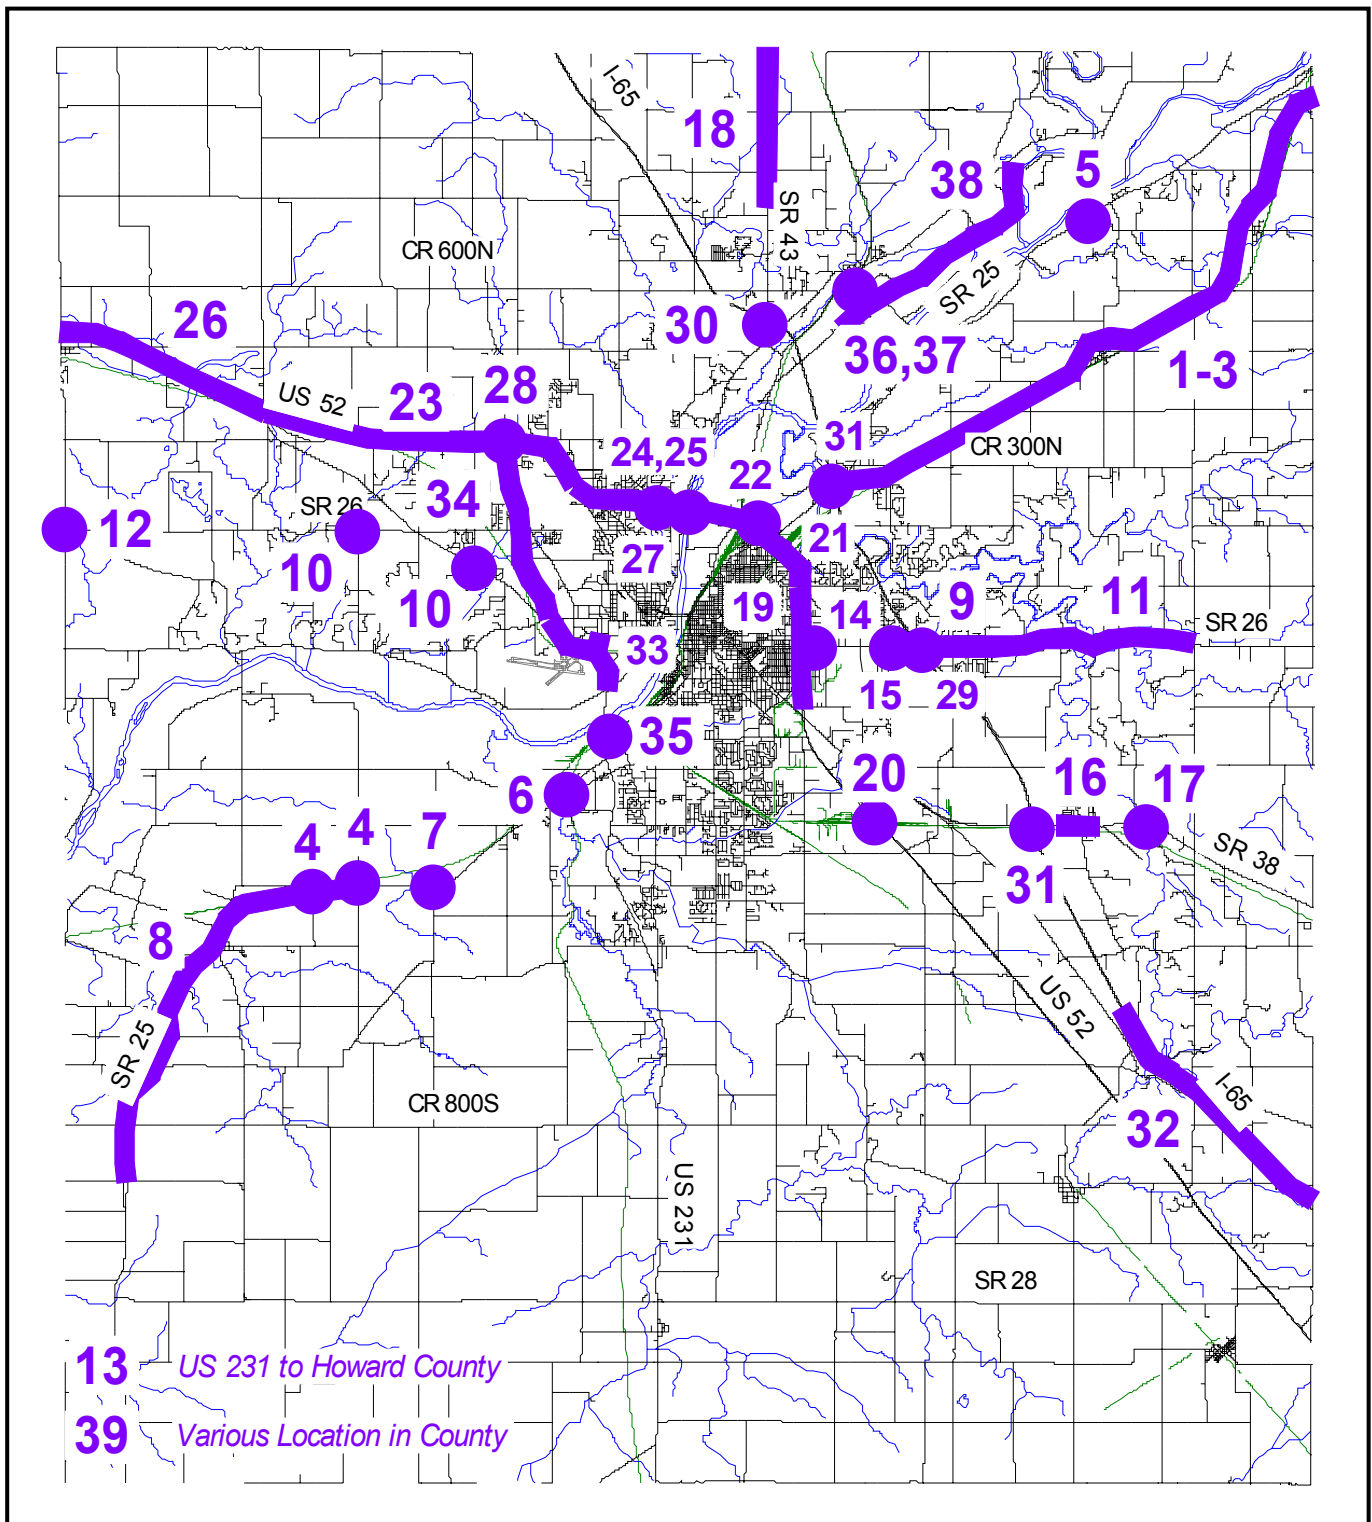 I-65
18
5
38
SR 43
CR 600N
SR 25
26
30
36,37
1-3
US 52
23
28
31
CR 300N
24,25
22
34
SR 26
12
21
10
27
10
19
14
9
11
SR 26
33
15
29
35
20
16
17
6
4
4
7
SR 38
31
8
US 52
SR 25
I-65
CR 800S
32
US 231
SR 28
13 US 231 to Howard County
39 Various Location in County